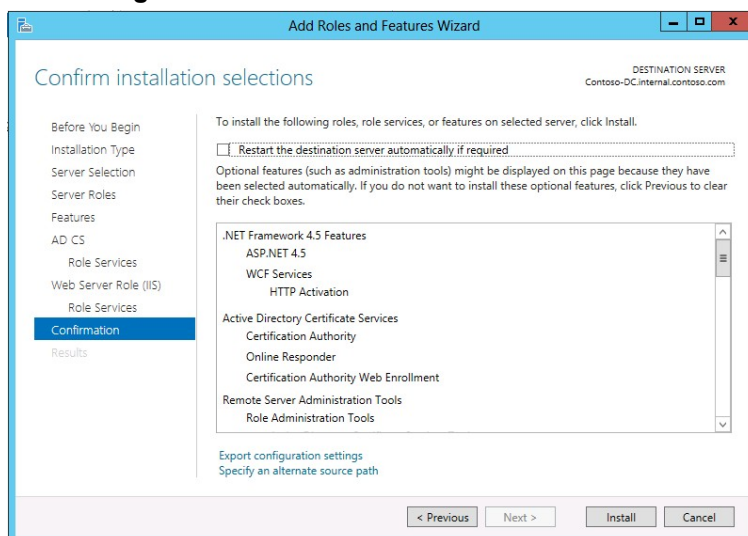 Add Roles and Features Wizard
Confirm installation selections
DESTINATION SERVER
Contoso-DC.internal.contoso.com
Before You Begin
Installation Type
Server Selection
Server Roles
Features
AD CS
Role Services
Web Server Role (IIS)
Role Services
Confirmation
Results
To install the following roles, role services, or features on selected server, click Install.
Restart the destination server automatically if required
Optional features (such as administration tools) might be displayed on this page because they have
been selected automatically. If you do not want to install these optional features, click Previous to clear
their check boxes.
.NET Framework 4.5 Features
ASP.NET 4.5
WCF Services
HTTP Activation
Active Directory Certificate Services
Certification Authority
Online Responder
Certification Authority Web Enrollment
Remote Server Administration Tools
Role Administration Tools
Export configuration settings
Specify an alternate source path
< Previous
Next >
Install
Cancel